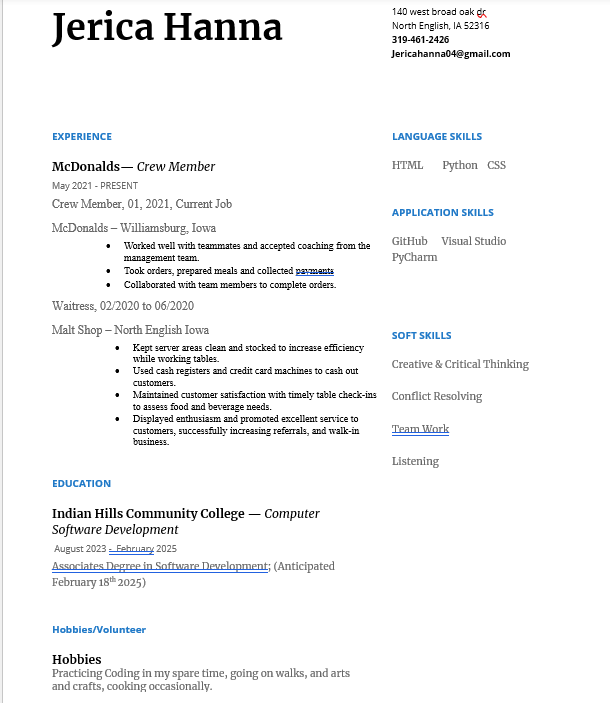 Jerica Hanna
140 west broad oak dr
North English, IA 52316
319-461-2426
Jericahanna04@gmail.com
EXPERIENCE
McDonalds— Crew Member
May 2021 - PRESENT
Crew Member, 01, 2021, Current Job
McDonalds – Williamsburg, Iowa
• Worked well with teammates and accepted coaching from the
management team.
• Took orders, prepared meals and collected payments
• Collaborated with team members to complete orders.
Waitress, 02/2020 to 06/2020
Malt Shop – North English Iowa
• Kept server areas clean and stocked to increase efficiency
while working tables.
• Used cash registers and credit card machines to cash out
customers.
• Maintained customer satisfaction with timely table check-ins
to assess food and beverage needs.
• Displayed enthusiasm and promoted excellent service to
customers, successfully increasing referrals, and walk-in
business.
EDUCATION
Indian Hills Community College — Computer
Software Development
August 2023 - February 2025
Associates Degree in Software Development; (Anticipated
February 18th 2025)
Hobbies/Volunteer
Hobbies
Practicing Coding in my spare time, going on walks, and arts
and crafts, cooking occasionally.
LANGUAGE SKILLS
HTML Python CSS
APPLICATION SKILLS
GitHub Visual Studio
PyCharm
SOFT SKILLS
Creative & Critical Thinking
Conflict Resolving
Team Work
Listening